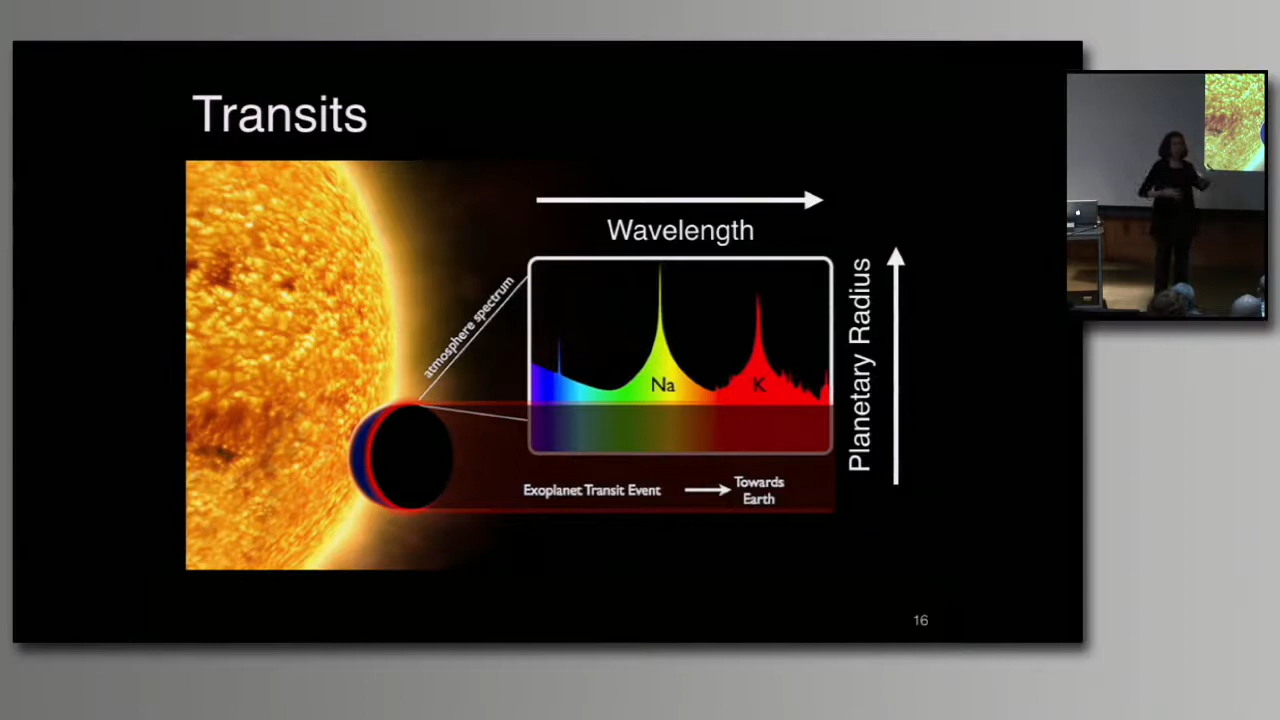 Transits
Wavelength
atmosphere spectrum
Na
K
Planetary Radius
Exoplanet Transit Event
Towards
Earth
16